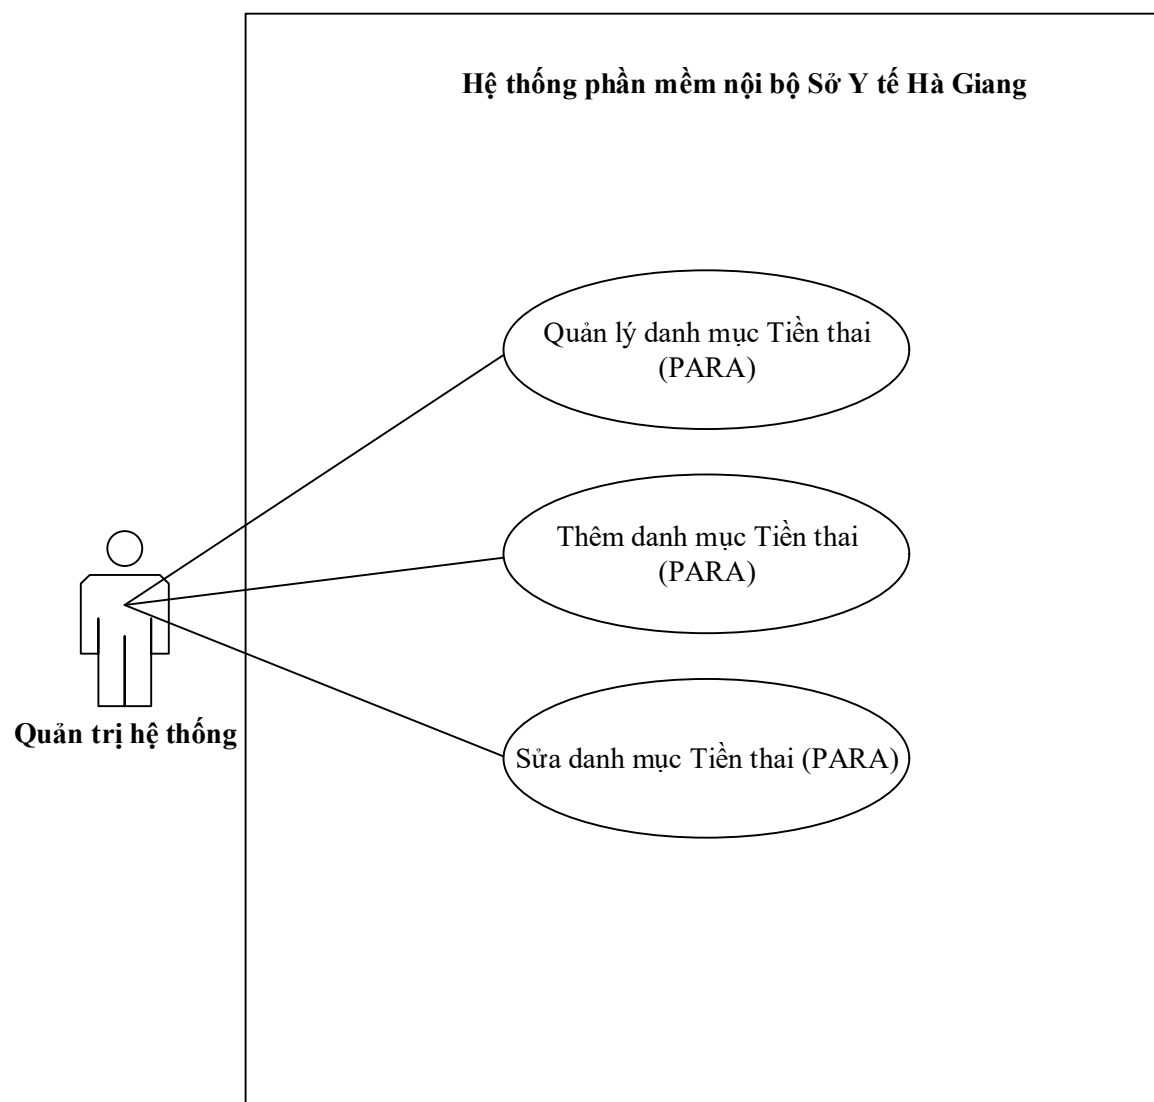 Hệ thống phần mềm nội bộ Sở Y tế Hà Giang
Quản lý danh mục Tiền thai
(PARA)
Thêm danh mục Tiền thai
(PARA)
Quản trị hệ thống
Sửa danh mục Tiền thai (PARA)